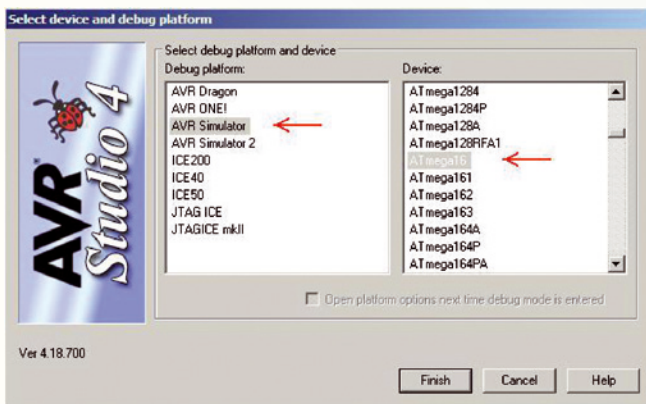 Select device and debug platform
AVR®
Studio 4
Select debug platform and device
Debug platform:
AVR Dragon
AVR ONE!
AVR Simulator
AVR Simulator 2
ICE200
ICE40
ICE50
JTAG ICE
JTAGICE mkII
Device:
ATmega1284
ATmega1284P
ATmega128A
ATmega128RFA1
ATmega16
ATmega161
ATmega162
ATmega163
ATmega164A
ATmega164P
ATmega164PA
Open platform options next time debug mode is entered
Ver 4.18.700
Finish
Cancel
Help